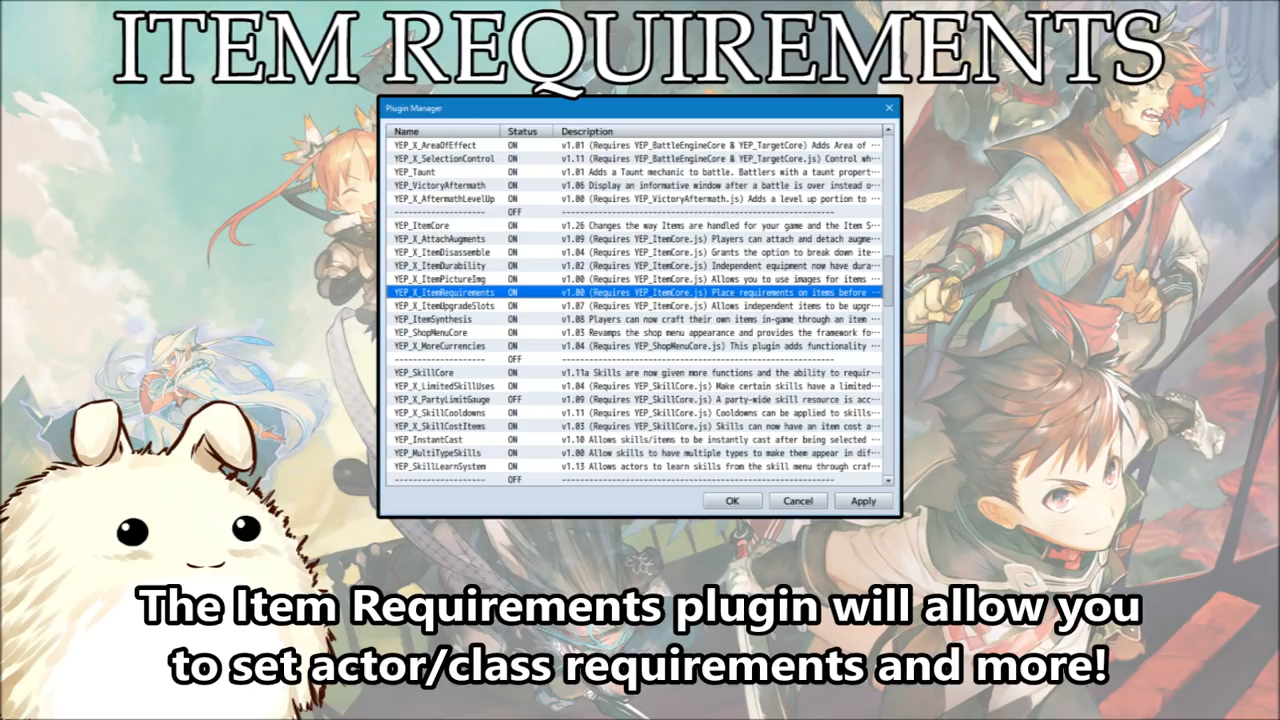 ITEM REQUIREMENTS
Plugin Manager
Name Status Description
YEP_X_AreaOfEffect ON v1.01 (Requires YEP_BattleEngineCore & YEP_TargetCore) Adds Area of ···
YEP_X_SelectionControl ON v1.11 (Requires YEP_BattleEngineCore & YEP_TargetCore.js) Control wh···
YEP_Taunt ON v1.01 Adds a Taunt mechanic to battle. Battlers with a taunt propert···
YEP_VictoryAftermath ON v1.06 Display an informative window after a battle is over instead o···
YEP_X_AftermathLevelUp ON v1.00 (Requires YEP_VictoryAftermath.js) Adds a level up portion to ···
-------------------- OFF ------------------------------------------------------------
YEP_ItemCore ON v1.26 Changes the way Items are handled for your game and the Item S···
YEP_X_AttachAugments ON v1.09 (Requires YEP_ItemCore.js) Players can attach and detach augme···
YEP_X_ItemDisassemble ON v1.04 (Requires YEP_ItemCore.js) Grants the option to break down ite···
YEP_X_ItemDurability ON v1.02 (Requires YEP_ItemCore.js) Independent equipment now have dura···
YEP_X_ItemPictureImg ON v1.00 (Requires YEP_ItemCore.js) Allows you to use images for items ···
YEP_X_ItemRequirements ON v1.00 (Requires YEP_ItemCore.js) Place requirements on items before ···
YEP_X_ItemUpgradeSlots ON v1.07 (Requires YEP_ItemCore.js) Allows independent items to be upgr···
YEP_ItemSynthesis ON v1.08 Players can now craft their own items in-game through an item ···
YEP_ShopMenuCore ON v1.03 Revamps the shop menu appearance and provides the framework fo···
YEP_X_MoreCurrencies ON v1.04 (Requires YEP_ShopMenuCore.js) This plugin adds functionality ···
-------------------- OFF ------------------------------------------------------------
YEP_SkillCore ON v1.11a Skills are now given more functions and the ability to requir···
YEP_X_LimitedSkillUses ON v1.04 (Requires YEP_SkillCore.js) Make certain skills have a limited···
YEP_X_PartyLimitGauge OFF v1.09 (Requires YEP_SkillCore.js) A party-wide skill resource is acc···
YEP_X_SkillCooldowns ON v1.11 (Requires YEP_SkillCore.js) Cooldowns can be applied to skills···
YEP_X_SkillCostItems ON v1.03 (Requires YEP_SkillCore.js) Skills can now have an item cost a···
YEP_InstantCast ON v1.10 Allows skills/items to be instantly cast after being selected ···
YEP_MultiTypeSkills ON v1.00 Allow skills to have multiple types to make them appear in dif···
YEP_SkillLearnSystem ON v1.13 Allows actors to learn skills from the skill menu through craf···
-------------------- OFF ------------------------------------------------------------
OK Cancel Apply
The Item Requirements plugin will allow you
to set actor/class requirements and more!